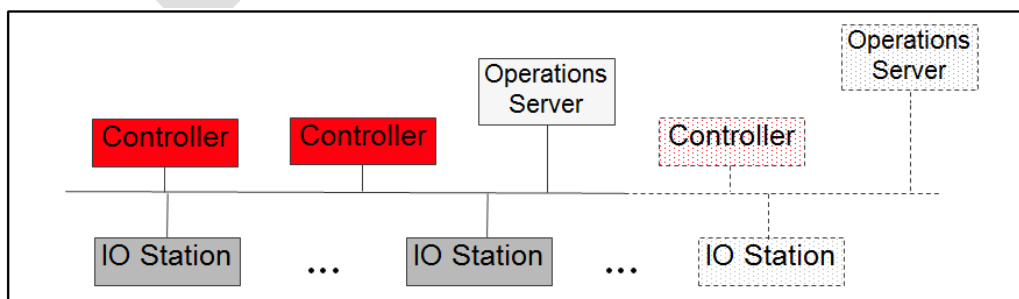 Operations
Server
Operations
Server
Controller
Controller
Controller
IO Station
...
IO Station
...
IO Station